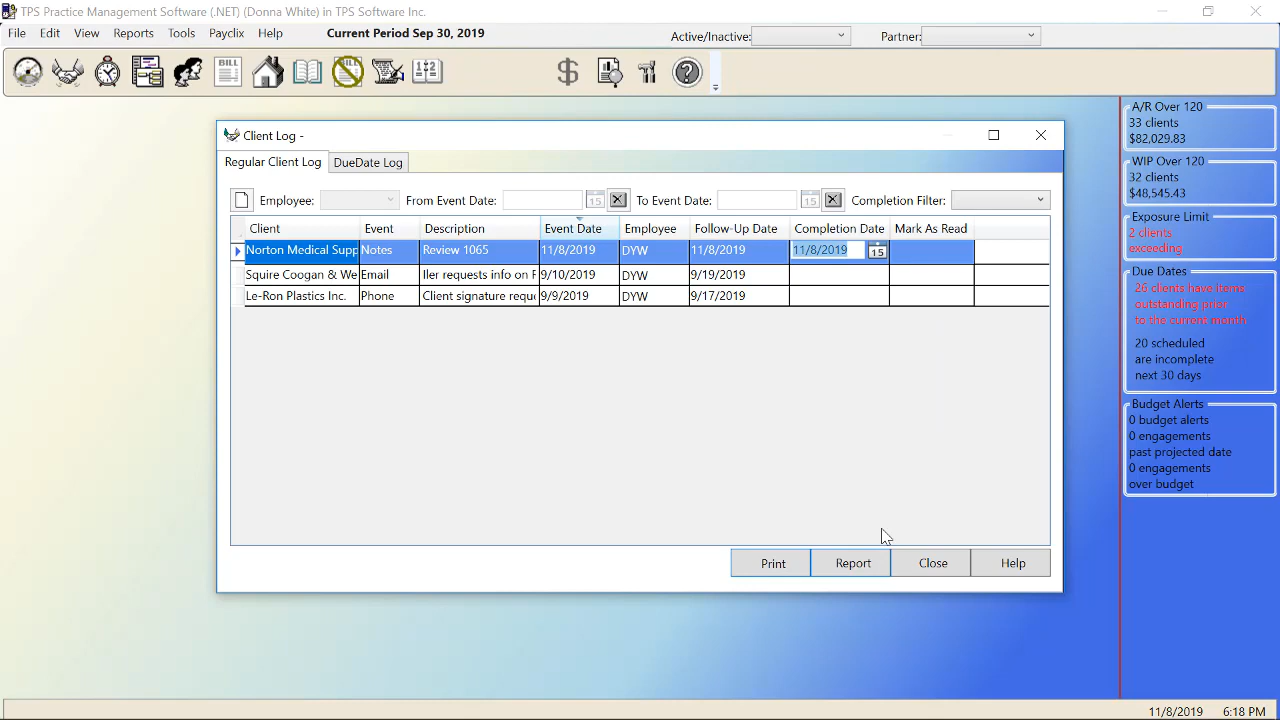 TPS Practice Management Software (.NET) (Donna White) in TPS Software Inc.
File Edit View Reports Tools Payclix Help Current Period Sep 30, 2019 Active/Inactive: Partner:
BILL BILL
Client Log -
Regular Client Log DueDate Log
Employee: From Event Date: 15 To Event Date: 15 Completion Filter:
Client Event Description Event Date Employee Follow-Up Date Completion Date Mark As Read
Norton Medical Supp Notes Review 1065 11/8/2019 DYW 11/8/2019 11/8/2019 15
Squire Coogan & We Email Iler requests info on F 9/10/2019 DYW 9/19/2019
Le-Ron Plastics Inc. Phone Client signature reque 9/9/2019 DYW 9/17/2019
Print Report Close Help
A/R Over 120
33 clients
$82,029.83
WIP Over 120
32 clients
$48,545.43
Exposure Limit
2 clients
exceeding
Due Dates
26 clients have items
outstanding prior
to the current month
20 scheduled
are incomplete
next 30 days
Budget Alerts
0 budget alerts
0 engagements
past projected date
0 engagements
over budget
11/8/2019 6:18 PM